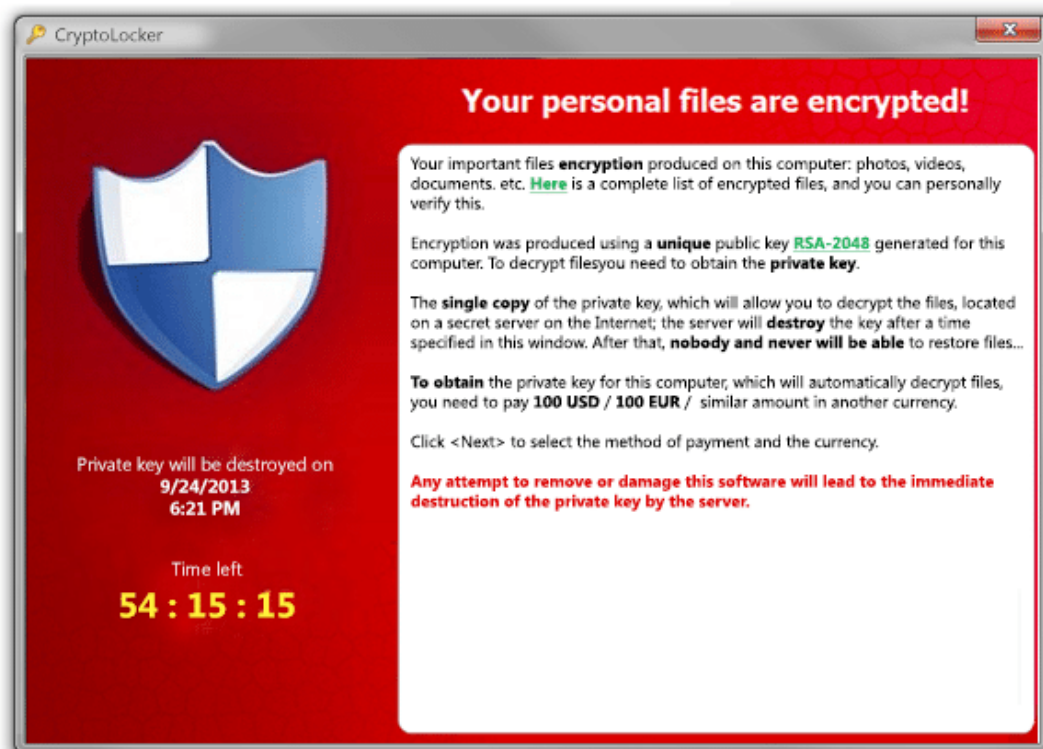 CryptoLocker
Your personal files are encrypted!
Your important files encryption produced on this computer: photos, videos,
documents. etc. Here is a complete list of encrypted files, and you can personally
verify this.
Encryption was produced using a unique public key RSA-2048 generated for this
computer. To decrypt filesyou need to obtain the private key.
The single copy of the private key, which will allow you to decrypt the files, located
on a secret server on the Internet; the server will destroy the key after a time
specified in this window. After that, nobody and never will be able to restore files...
To obtain the private key for this computer, which will automatically decrypt files,
you need to pay 100 USD / 100 EUR / similar amount in another currency.
Click <Next> to select the method of payment and the currency.
Any attempt to remove or damage this software will lead to the immediate
destruction of the private key by the server.
Private key will be destroyed on
9/24/2013
6:21 PM
Time left
54 : 15 : 15